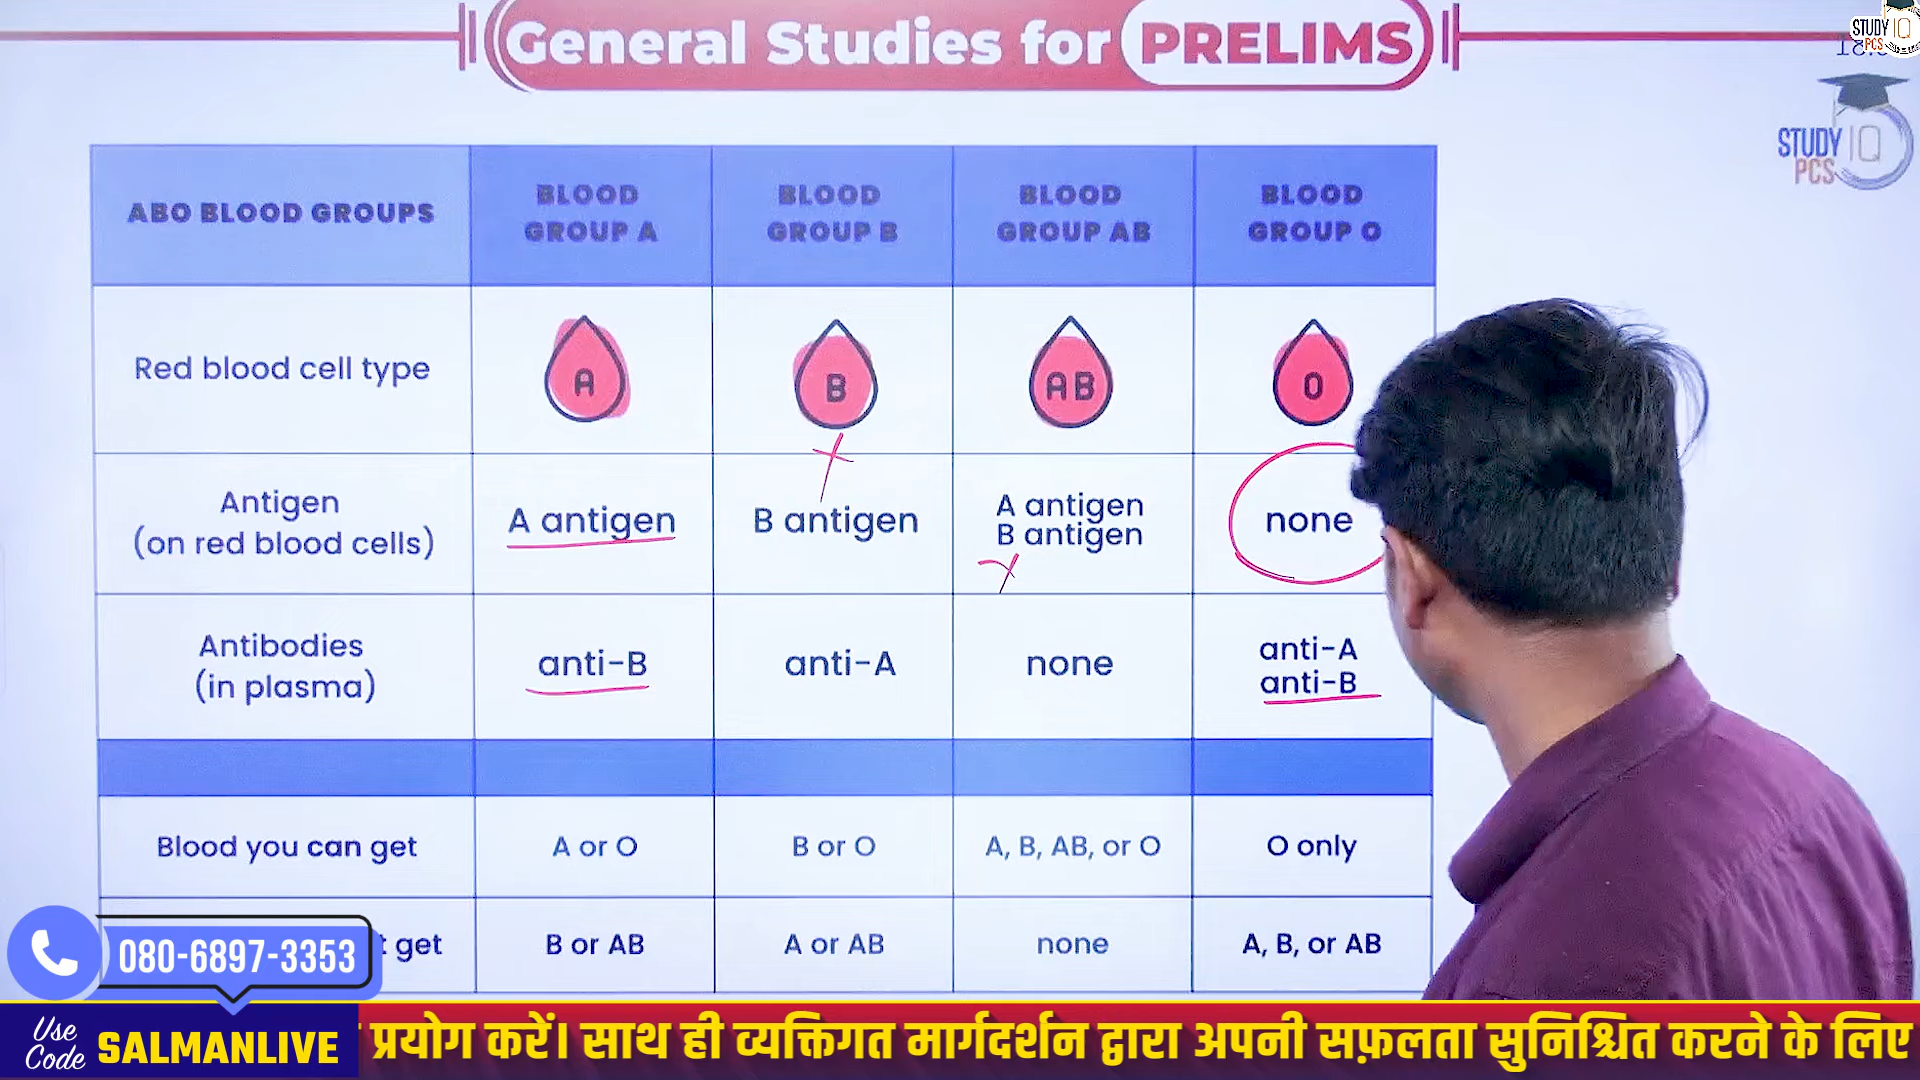 General Studies for PRELIMS
STUDY IQ
PCS
STUDY IQ
PCS
ABO BLOOD GROUPS
BLOOD GROUP A
BLOOD GROUP B
BLOOD GROUP AB
BLOOD GROUP O
Red blood cell type
A
B
AB
O
Antigen
(on red blood cells)
A antigen
B antigen
A antigen
B antigen
none
Antibodies
(in plasma)
anti-B
anti-A
none
anti-A
anti-B
Blood you can get
A or O
B or O
A, B, AB, or O
O only
get
B or AB
A or AB
none
A, B, or AB
080-6897-3353
Use Code SALMANLIVE
प्रयोग करें। साथ ही व्यक्तिगत मार्गदर्शन द्वारा अपनी सफ़लता सुनिश्चित करने के लिए